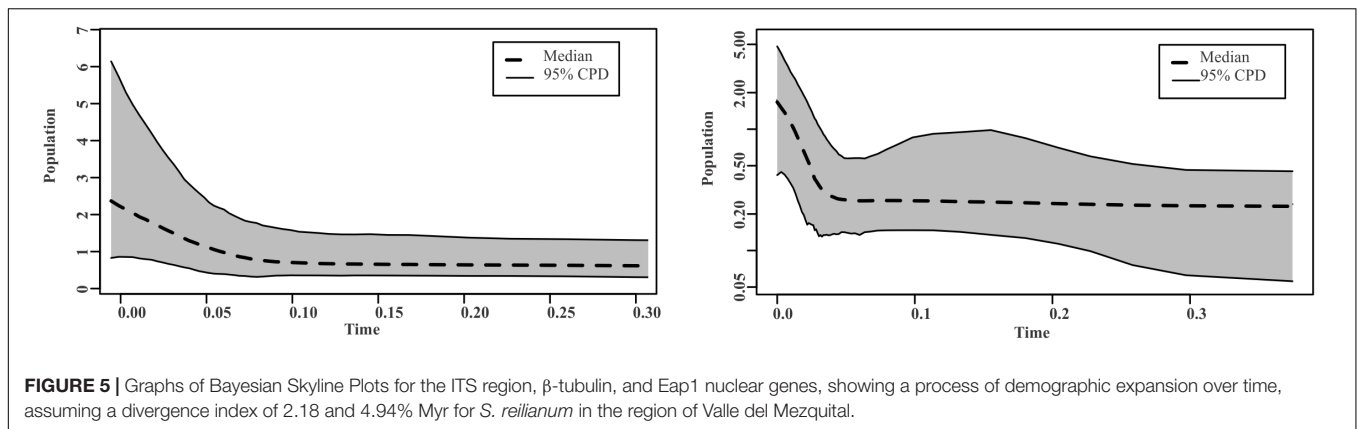 7
6
5
4
3
2
1
0
Population
Median
95% CPD
0.00 0.05 0.10 0.15 0.20 0.25 0.30
Time
5.00
2.00
0.50
0.20
0.05
Population
Median
95% CPD
0.0 0.1 0.2 0.3
Time
FIGURE 5 | Graphs of Bayesian Skyline Plots for the ITS region, β-tubulin, and Eap1 nuclear genes, showing a process of demographic expansion over time,
assuming a divergence index of 2.18 and 4.94% Myr for S. reilianum in the region of Valle del Mezquital.